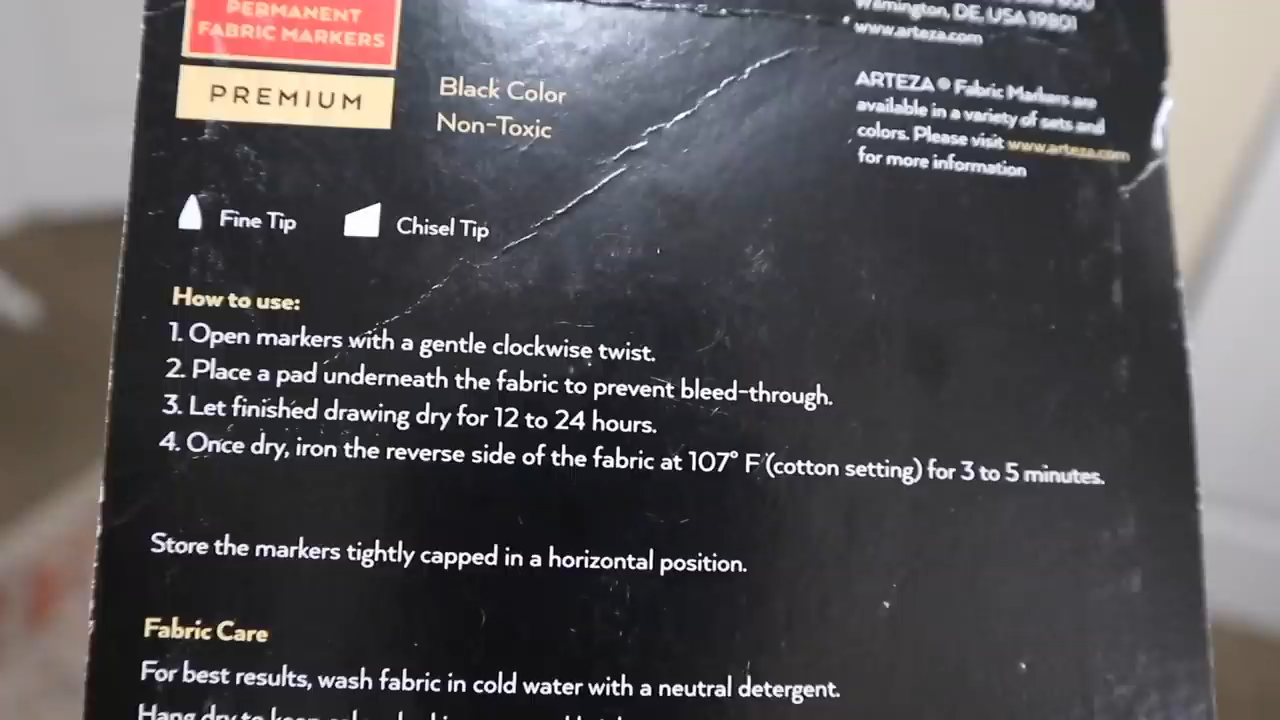 PERMANENT
FABRIC MARKERS
PREMIUM
Black Color
Non-Toxic
Wilmington, DE, USA 19801
www.arteza.com
ARTEZA® Fabric Markers are
available in a variety of sets and
colors. Please visit www.arteza.com
for more information
Fine Tip
Chisel Tip
How to use:
1. Open markers with a gentle clockwise twist.
2. Place a pad underneath the fabric to prevent bleed-through.
3. Let finished drawing dry for 12 to 24 hours.
4. Once dry, iron the reverse side of the fabric at 107° F (cotton setting) for 3 to 5 minutes.
Store the markers tightly capped in a horizontal position.
Fabric Care
For best results, wash fabric in cold water with a neutral detergent.
Hang dry to keep